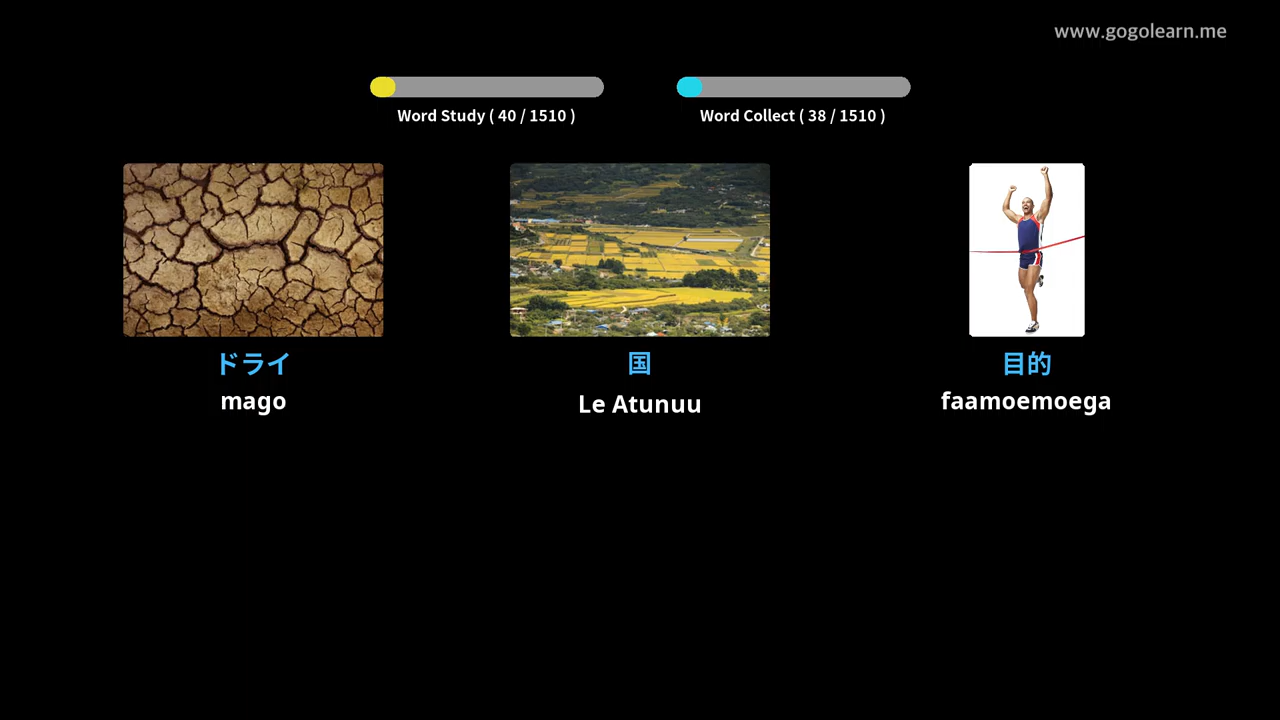 www.gogolearn.me
Word Study ( 40 / 1510 )
Word Collect ( 38 / 1510 )
ドライ
国
目的
mago
Le Atunuu
faamoemoega